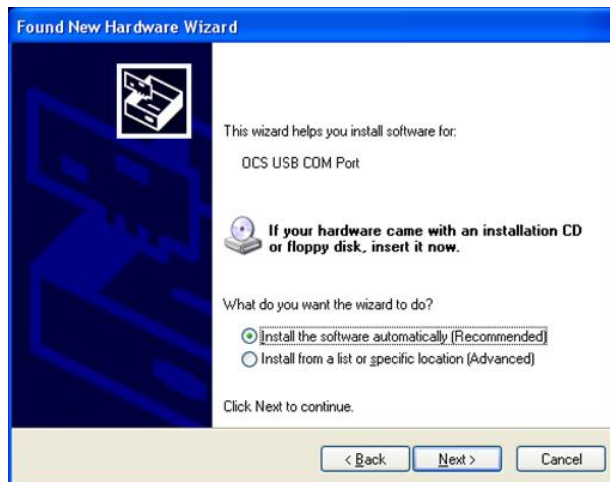 Found New Hardware Wizard
This wizard helps you install software for:
OCS USB COM Port
If your hardware came with an installation CD
or floppy disk, insert it now.
What do you want the wizard to do?
Install the software automatically (Recommended)
Install from a list or specific location (Advanced)
Click Next to continue.
< Back Next > Cancel